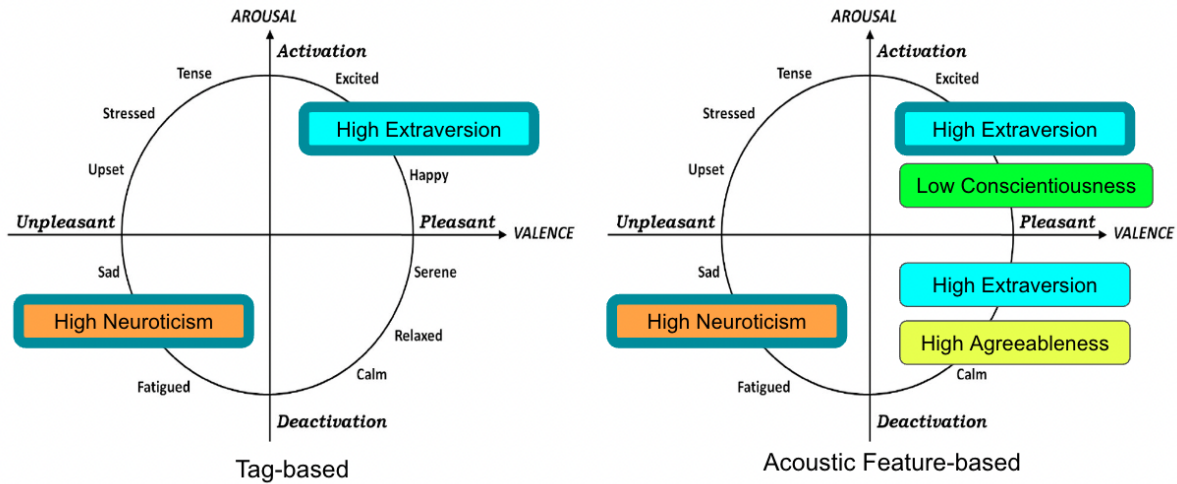 AROUSAL
Activation
Tense
Excited
Stressed
High Extraversion
Upset
Happy
Unpleasant
Pleasant
VALENCE
Sad
Serene
High Neuroticism
Relaxed
Calm
Fatigued
Deactivation
Tag-based
AROUSAL
Activation
Tense
Excited
Stressed
High Extraversion
Upset
Low Conscientiousness
Unpleasant
Pleasant
VALENCE
Sad
High Extraversion
High Neuroticism
High Agreeableness
Calm
Fatigued
Deactivation
Acoustic Feature-based